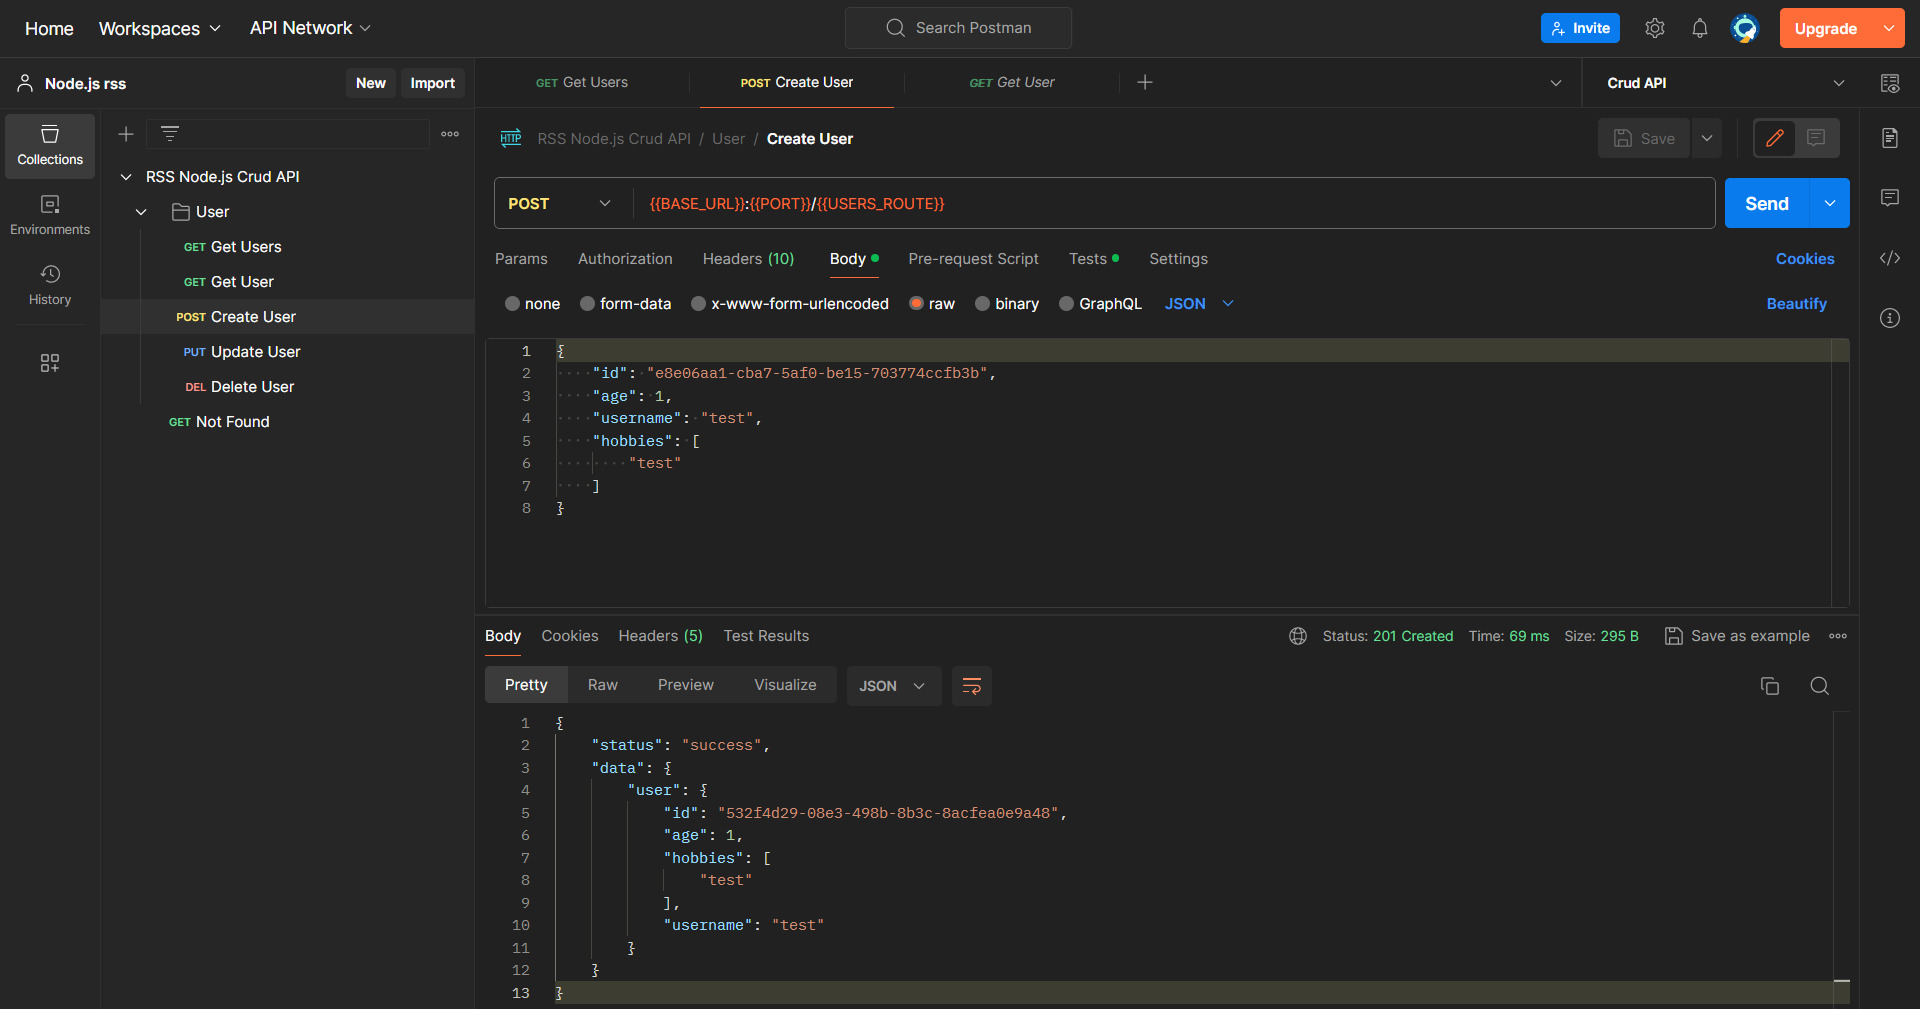 Home Workspaces API Network Search Postman Invite Upgrade
Node.js rss New Import
GET Get Users POST Create User GET Get User Crud API
Collections
Environments
History
RSS Node.js Crud API
User
GET Get Users
GET Get User
POST Create User
PUT Update User
DEL Delete User
GET Not Found
HTTP RSS Node.js Crud API / User / Create User Save
POST {{BASE_URL}}:{{PORT}}/{{USERS_ROUTE}} Send
Params Authorization Headers (10) Body Pre-request Script Tests Settings Cookies
none form-data x-www-form-urlencoded raw binary GraphQL JSON Beautify
1 {
2 "id": "e8e06aa1-cba7-5af0-be15-703774ccfb3b",
3 "age": 1,
4 "username": "test",
5 "hobbies": [
6 "test"
7 ]
8 }
Body Cookies Headers (5) Test Results Status: 201 Created Time: 69 ms Size: 295 B Save as example
Pretty Raw Preview Visualize JSON
1 {
2 "status": "success",
3 "data": {
4 "user": {
5 "id": "532f4d29-08e3-498b-8b3c-8acfea0e9a48",
6 "age": 1,
7 "hobbies": [
8 "test"
9 ],
10 "username": "test"
11 }
12 }
13 }